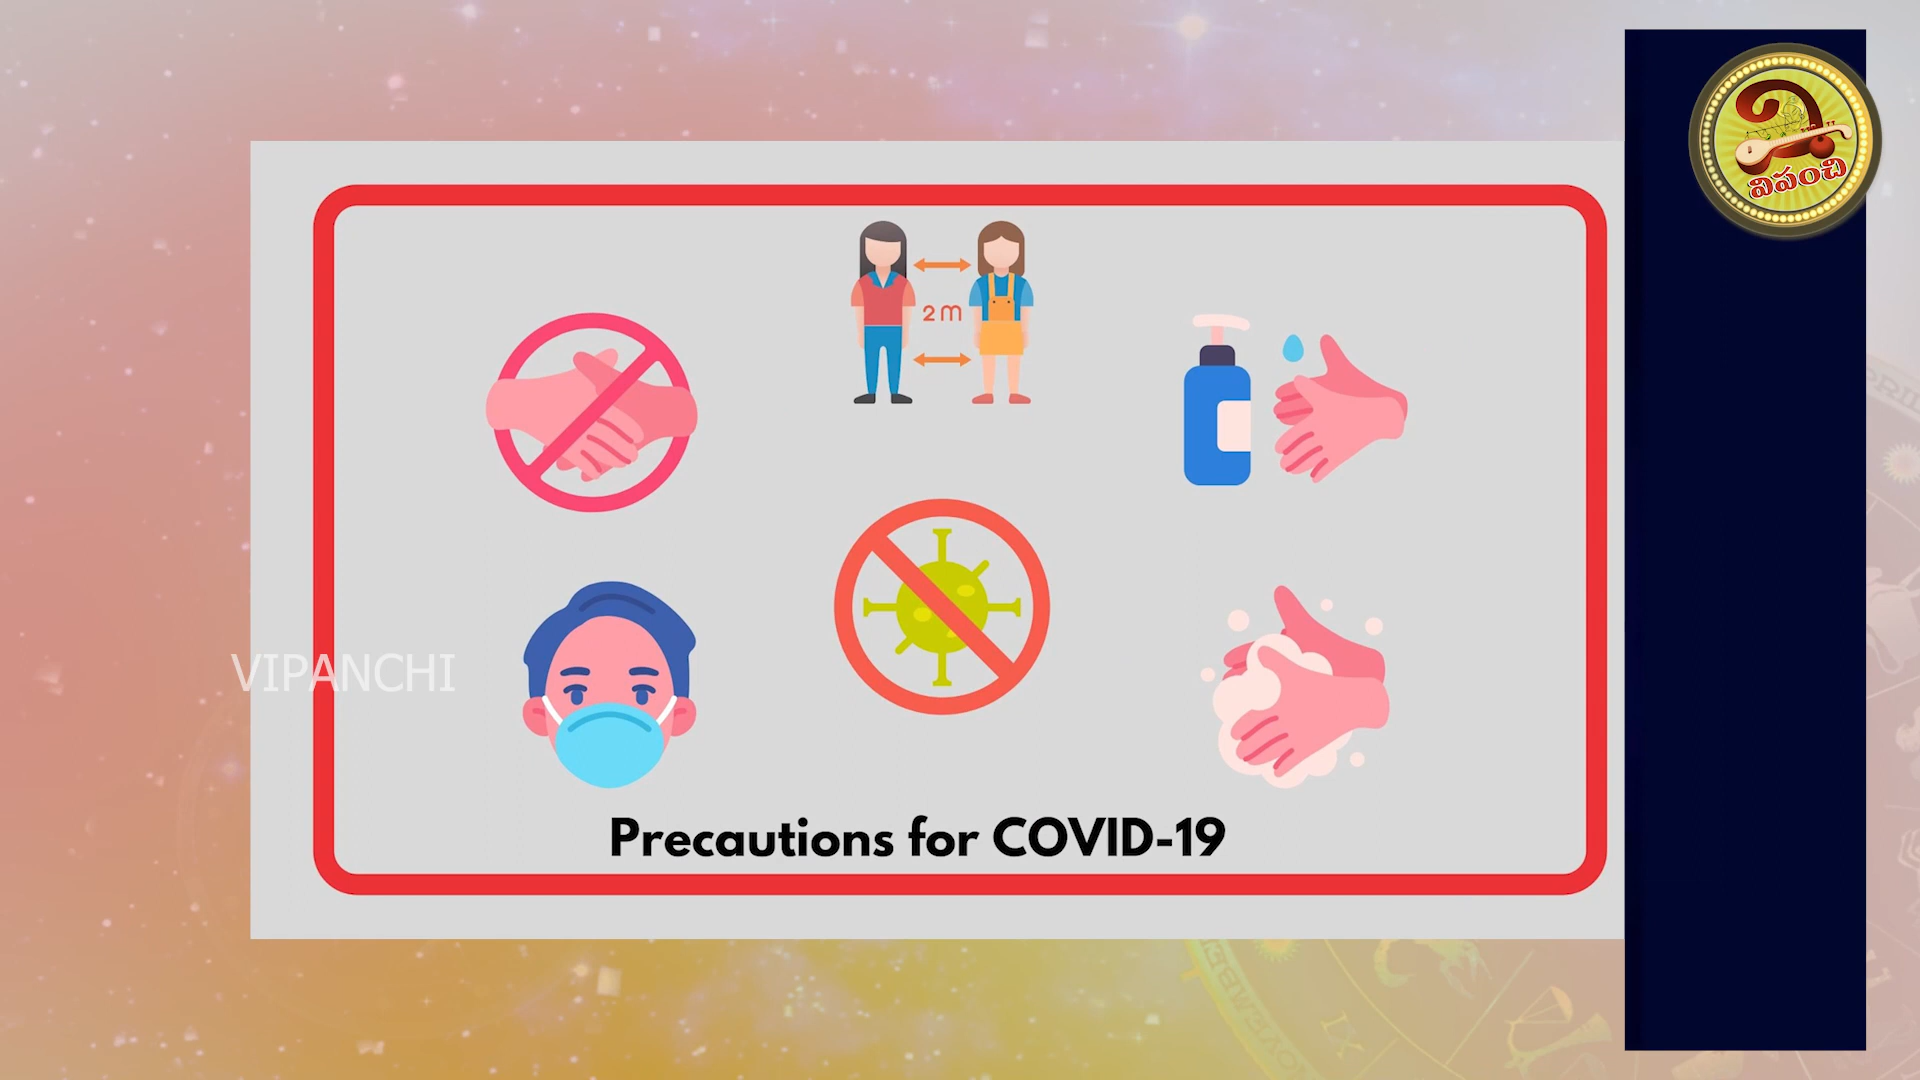 విపంచి
2m
VIPANCHI
Precautions for COVID-19